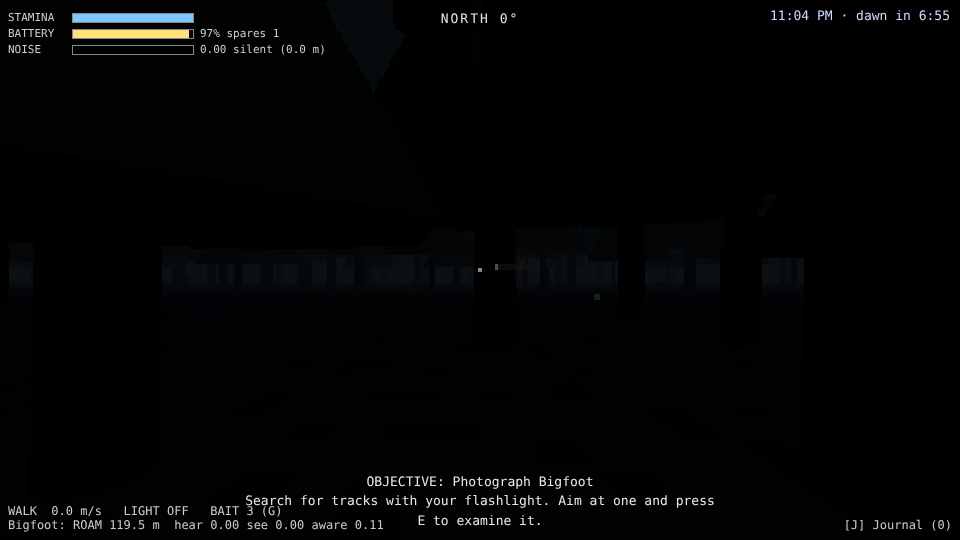 STAMINA
NORTH 0°
11:04 PM · dawn in 6:55
BATTERY 97% spares 1
NOISE 0.00 silent (0.0 m)
OBJECTIVE: Photograph Bigfoot
Search for tracks with your flashlight. Aim at one and press
E to examine it.
WALK 0.0 m/s LIGHT OFF BAIT 3 (G)
Bigfoot: ROAM 119.5 m hear 0.00 see 0.00 aware 0.11
[J] Journal (0)